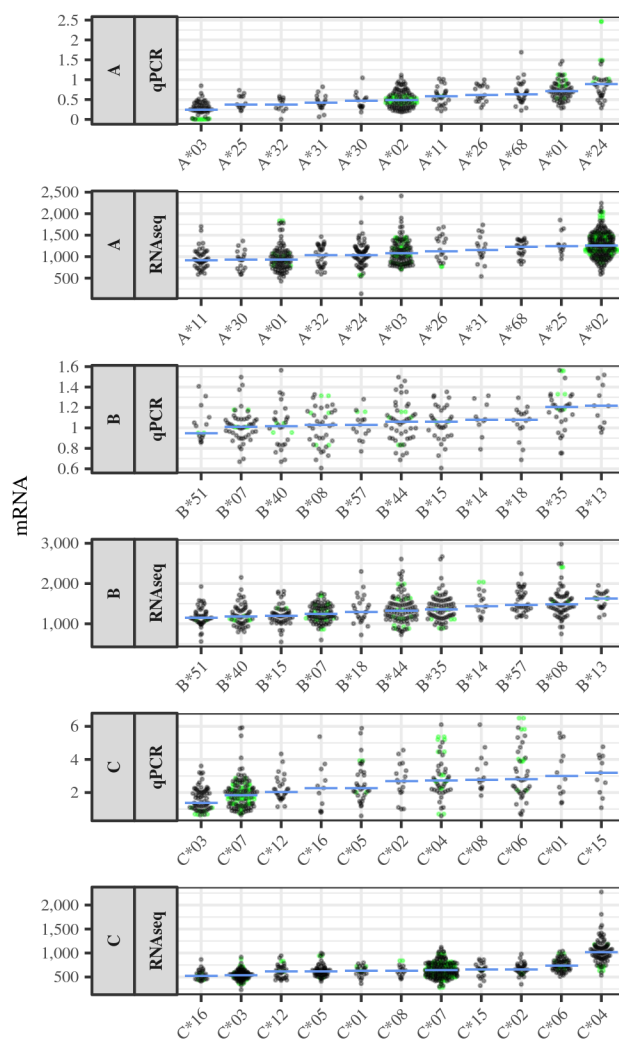 mRNA
A
qPCR
2.5
2
1.5
1
0.5
0
A*03 A*25 A*32 A*31 A*30 A*02 A*11 A*26 A*68 A*01 A*24
A
RNAseq
2,500
2,000
1,500
1,000
500
A*11 A*30 A*01 A*32 A*24 A*03 A*26 A*31 A*68 A*25 A*02
B
qPCR
1.6
1.4
1.2
1
0.8
0.6
B*51 B*07 B*40 B*08 B*57 B*44 B*15 B*14 B*18 B*35 B*13
B
RNAseq
3,000
2,000
1,000
B*51 B*40 B*15 B*07 B*18 B*44 B*35 B*14 B*57 B*08 B*13
C
qPCR
6
4
2
C*03 C*07 C*12 C*16 C*05 C*02 C*04 C*08 C*06 C*01 C*15
C
RNAseq
2,000
1,500
1,000
500
C*16 C*03 C*12 C*05 C*01 C*08 C*07 C*15 C*02 C*06 C*04